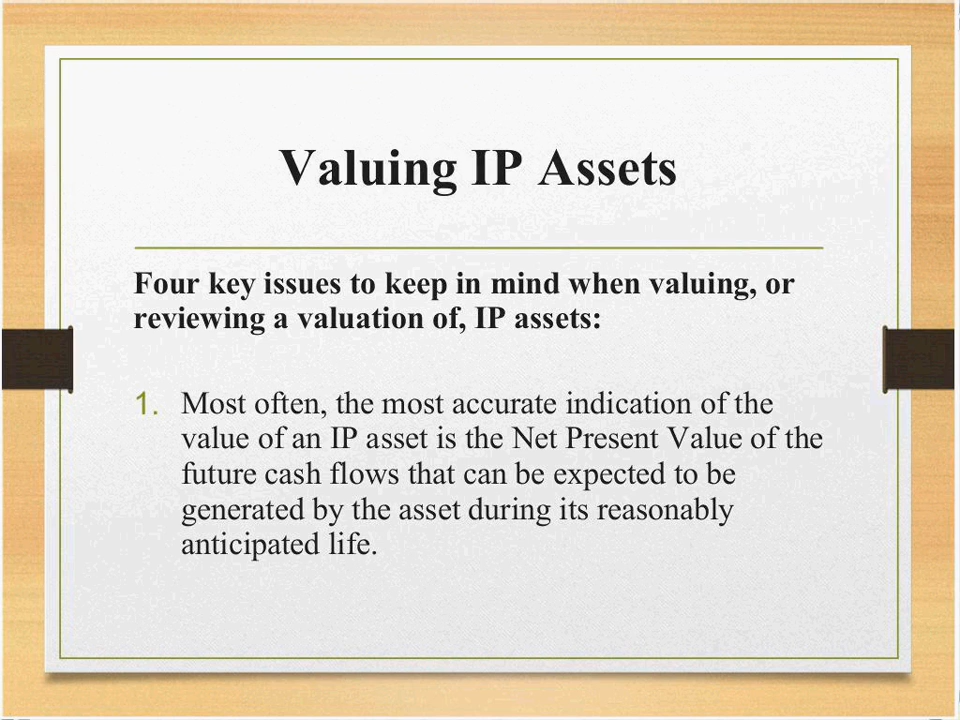 Valuing IP Assets
Four key issues to keep in mind when valuing, or
reviewing a valuation of, IP assets:
1. Most often, the most accurate indication of the
value of an IP asset is the Net Present Value of the
future cash flows that can be expected to be
generated by the asset during its reasonably
anticipated life.